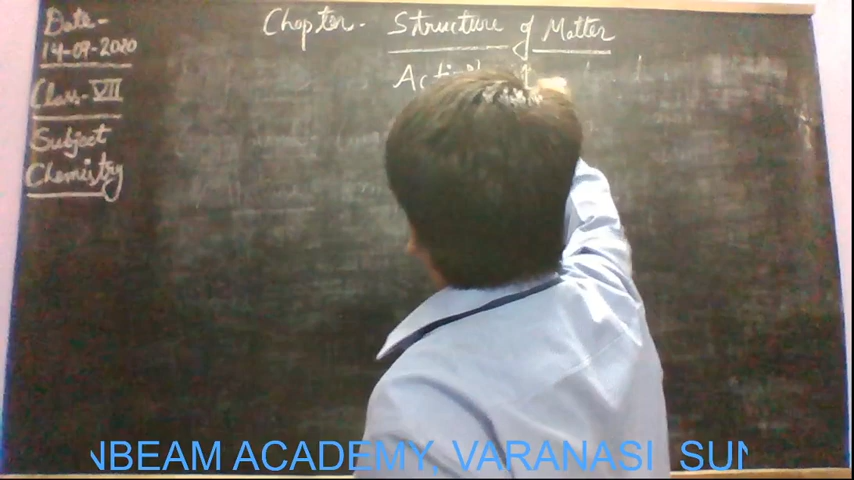 Date-
14-09-2020
Class-VII
Subject
Chemistry
Chapter- Structure of Matter
NBEAM ACADEMY, VARANASI SUN